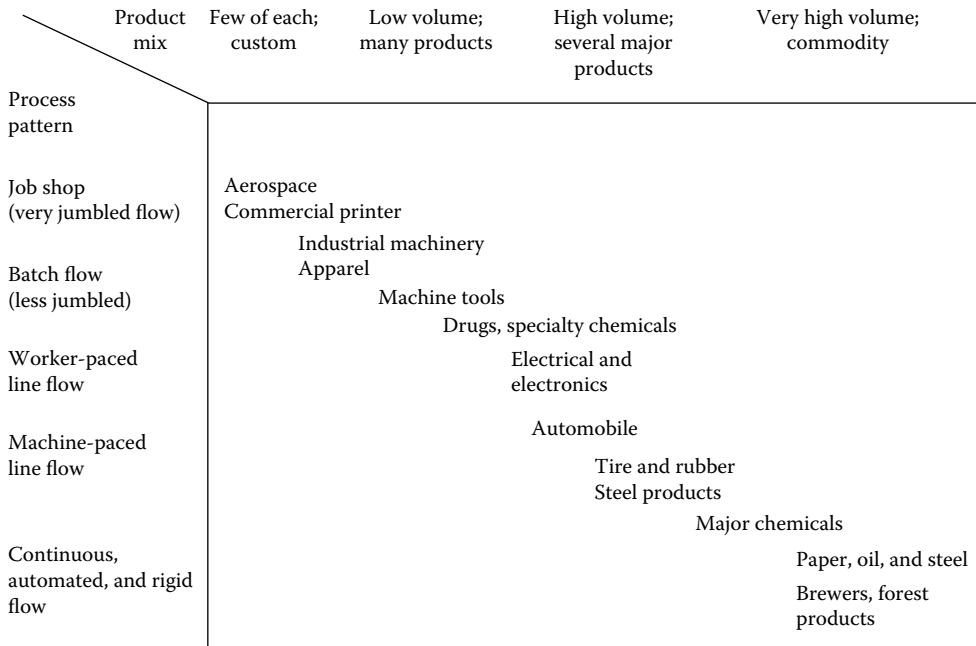 Product mix
Few of each; custom
Low volume; many products
High volume; several major products
Very high volume; commodity
Process pattern
Job shop
(very jumbled flow)
Aerospace
Commercial printer
Industrial machinery
Apparel
Batch flow
(less jumbled)
Machine tools
Drugs, specialty chemicals
Worker-paced
line flow
Electrical and
electronics
Automobile
Machine-paced
line flow
Tire and rubber
Steel products
Major chemicals
Continuous,
automated, and rigid
flow
Paper, oil, and steel
Brewers, forest
products